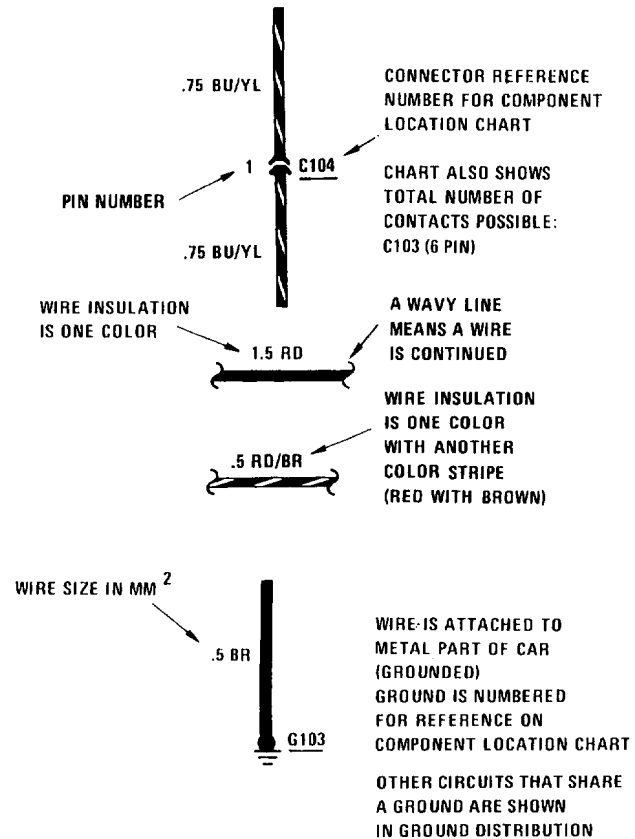 .75 BU/YL
CONNECTOR REFERENCE
NUMBER FOR COMPONENT
LOCATION CHART
1
C104
PIN NUMBER
CHART ALSO SHOWS
TOTAL NUMBER OF
CONTACTS POSSIBLE:
C103 (6 PIN)
.75 BU/YL
WIRE INSULATION
IS ONE COLOR
1.5 RD
A WAVY LINE
MEANS A WIRE
IS CONTINUED
.5 RD/BR
WIRE INSULATION
IS ONE COLOR
WITH ANOTHER
COLOR STRIPE
(RED WITH BROWN)
WIRE SIZE IN MM 2
.5 BR
G103
WIRE IS ATTACHED TO
METAL PART OF CAR
(GROUNDED)
GROUND IS NUMBERED
FOR REFERENCE ON
COMPONENT LOCATION CHART
OTHER CIRCUITS THAT SHARE
A GROUND ARE SHOWN
IN GROUND DISTRIBUTION